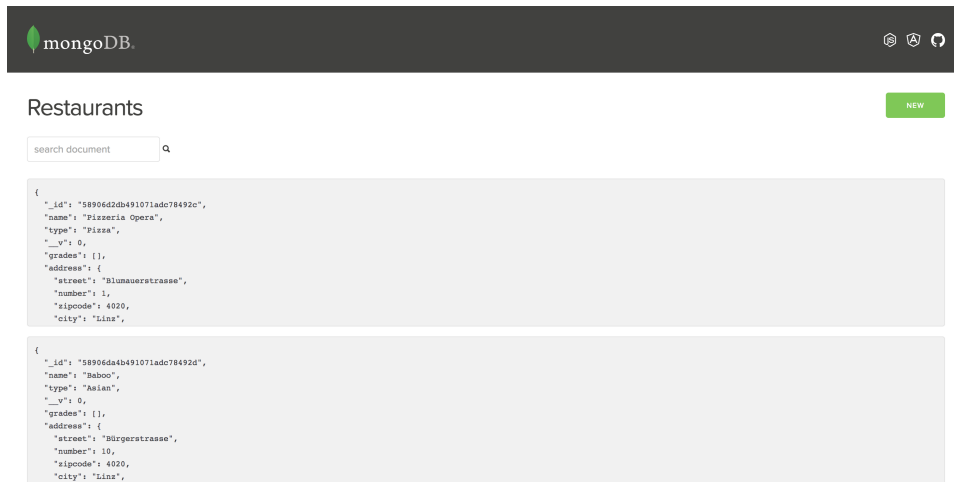 mongoDB.
Restaurants
NEW
search document
{
"_id": "58906d2db491071adc78492c",
"name": "Pizzeria Opera",
"type": "Pizza",
"__v": 0,
"grades": [],
"address": {
"street": "Blumauerstrasse",
"number": 1,
"zipcode": 4020,
"city": "Linz",
{
"_id": "58906da4b491071adc78492d",
"name": "Baboo",
"type": "Asian",
"__v": 0,
"grades": [],
"address": {
"street": "Bürgerstrasse",
"number": 10,
"zipcode": 4020,
"city": "Linz",